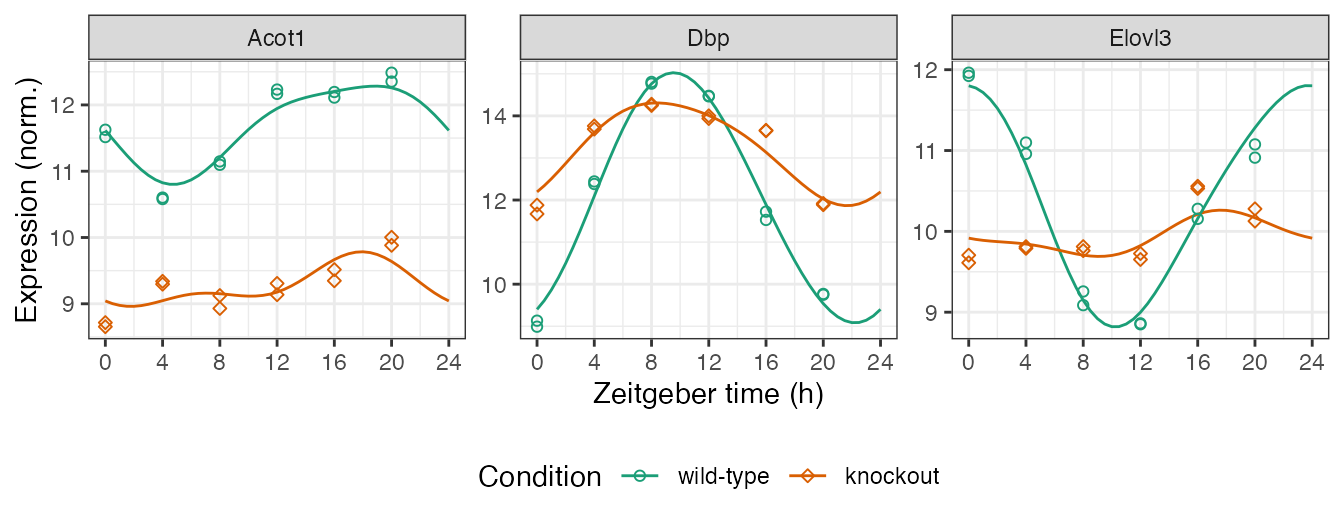 Acot1 Dbp Elovl3
Expression (norm.)
12
11
10
9
14
12
10
12
11
10
9
0 4 8 12 16 20 24 0 4 8 12 16 20 24 0 4 8 12 16 20 24
Zeitgeber time (h)
Condition wild-type knockout